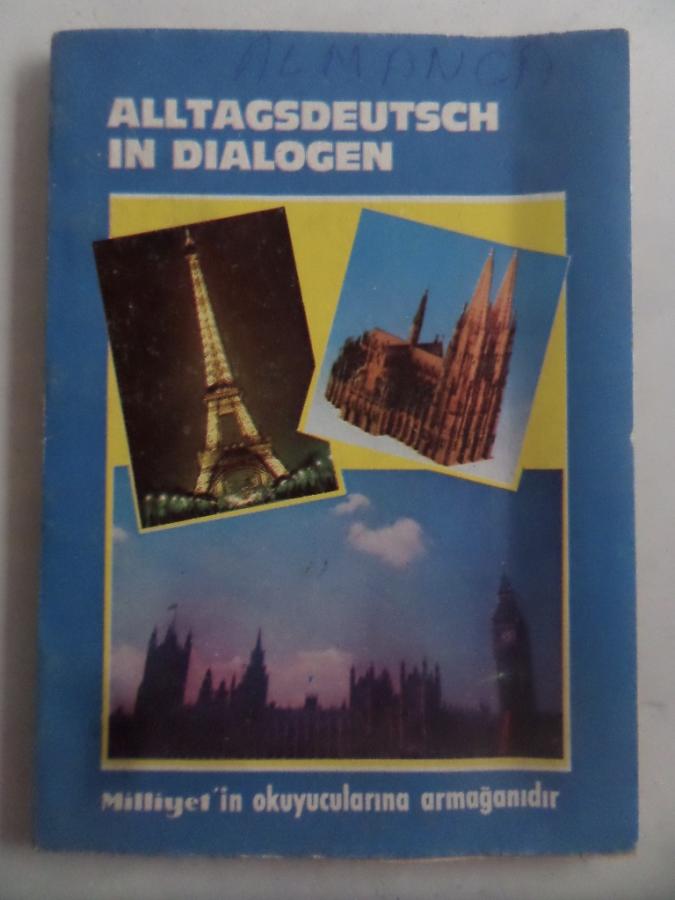 ALMANCA
ALLTAGSDEUTSCH
IN DIALOGEN
Milliyet'in okuyucularına armağanıdır